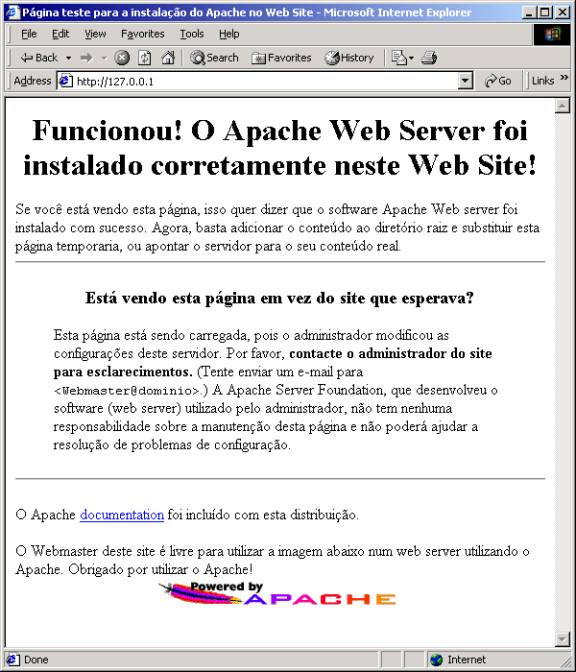 Página teste para a instalação do Apache no Web Site - Microsoft Internet Explorer
File Edit View Favorites Tools Help
Back Search Favorites History
Address http://127.0.0.1 Go Links »
Funcionou! O Apache Web Server foi
instalado corretamente neste Web Site!
Se você está vendo esta página, isso quer dizer que o software Apache Web server foi
instalado com sucesso. Agora, basta adicionar o conteúdo ao diretório raiz e substituir esta
página temporaria, ou apontar o servidor para o seu conteúdo real.
Está vendo esta página em vez do site que esperava?
Esta página está sendo carregada, pois o administrador modificou as
configurações deste servidor. Por favor, contacte o administrador do site
para esclarecimentos. (Tente enviar um e-mail para
<Webmaster@dominio>.) A Apache Server Foundation, que desenvolveu o
software (web server) utilizado pelo administrador, não tem nenhuma
responsabilidade sobre a manutenção desta página e não poderá ajudar a
resolução de problemas de configuração.
O Apache documentation foi incluído com esta distribuição.
O Webmaster deste site é livre para utilizar a imagem abaixo num web server utilizando o
Apache. Obrigado por utilizar o Apache!
Powered by
APACHE
Done Internet